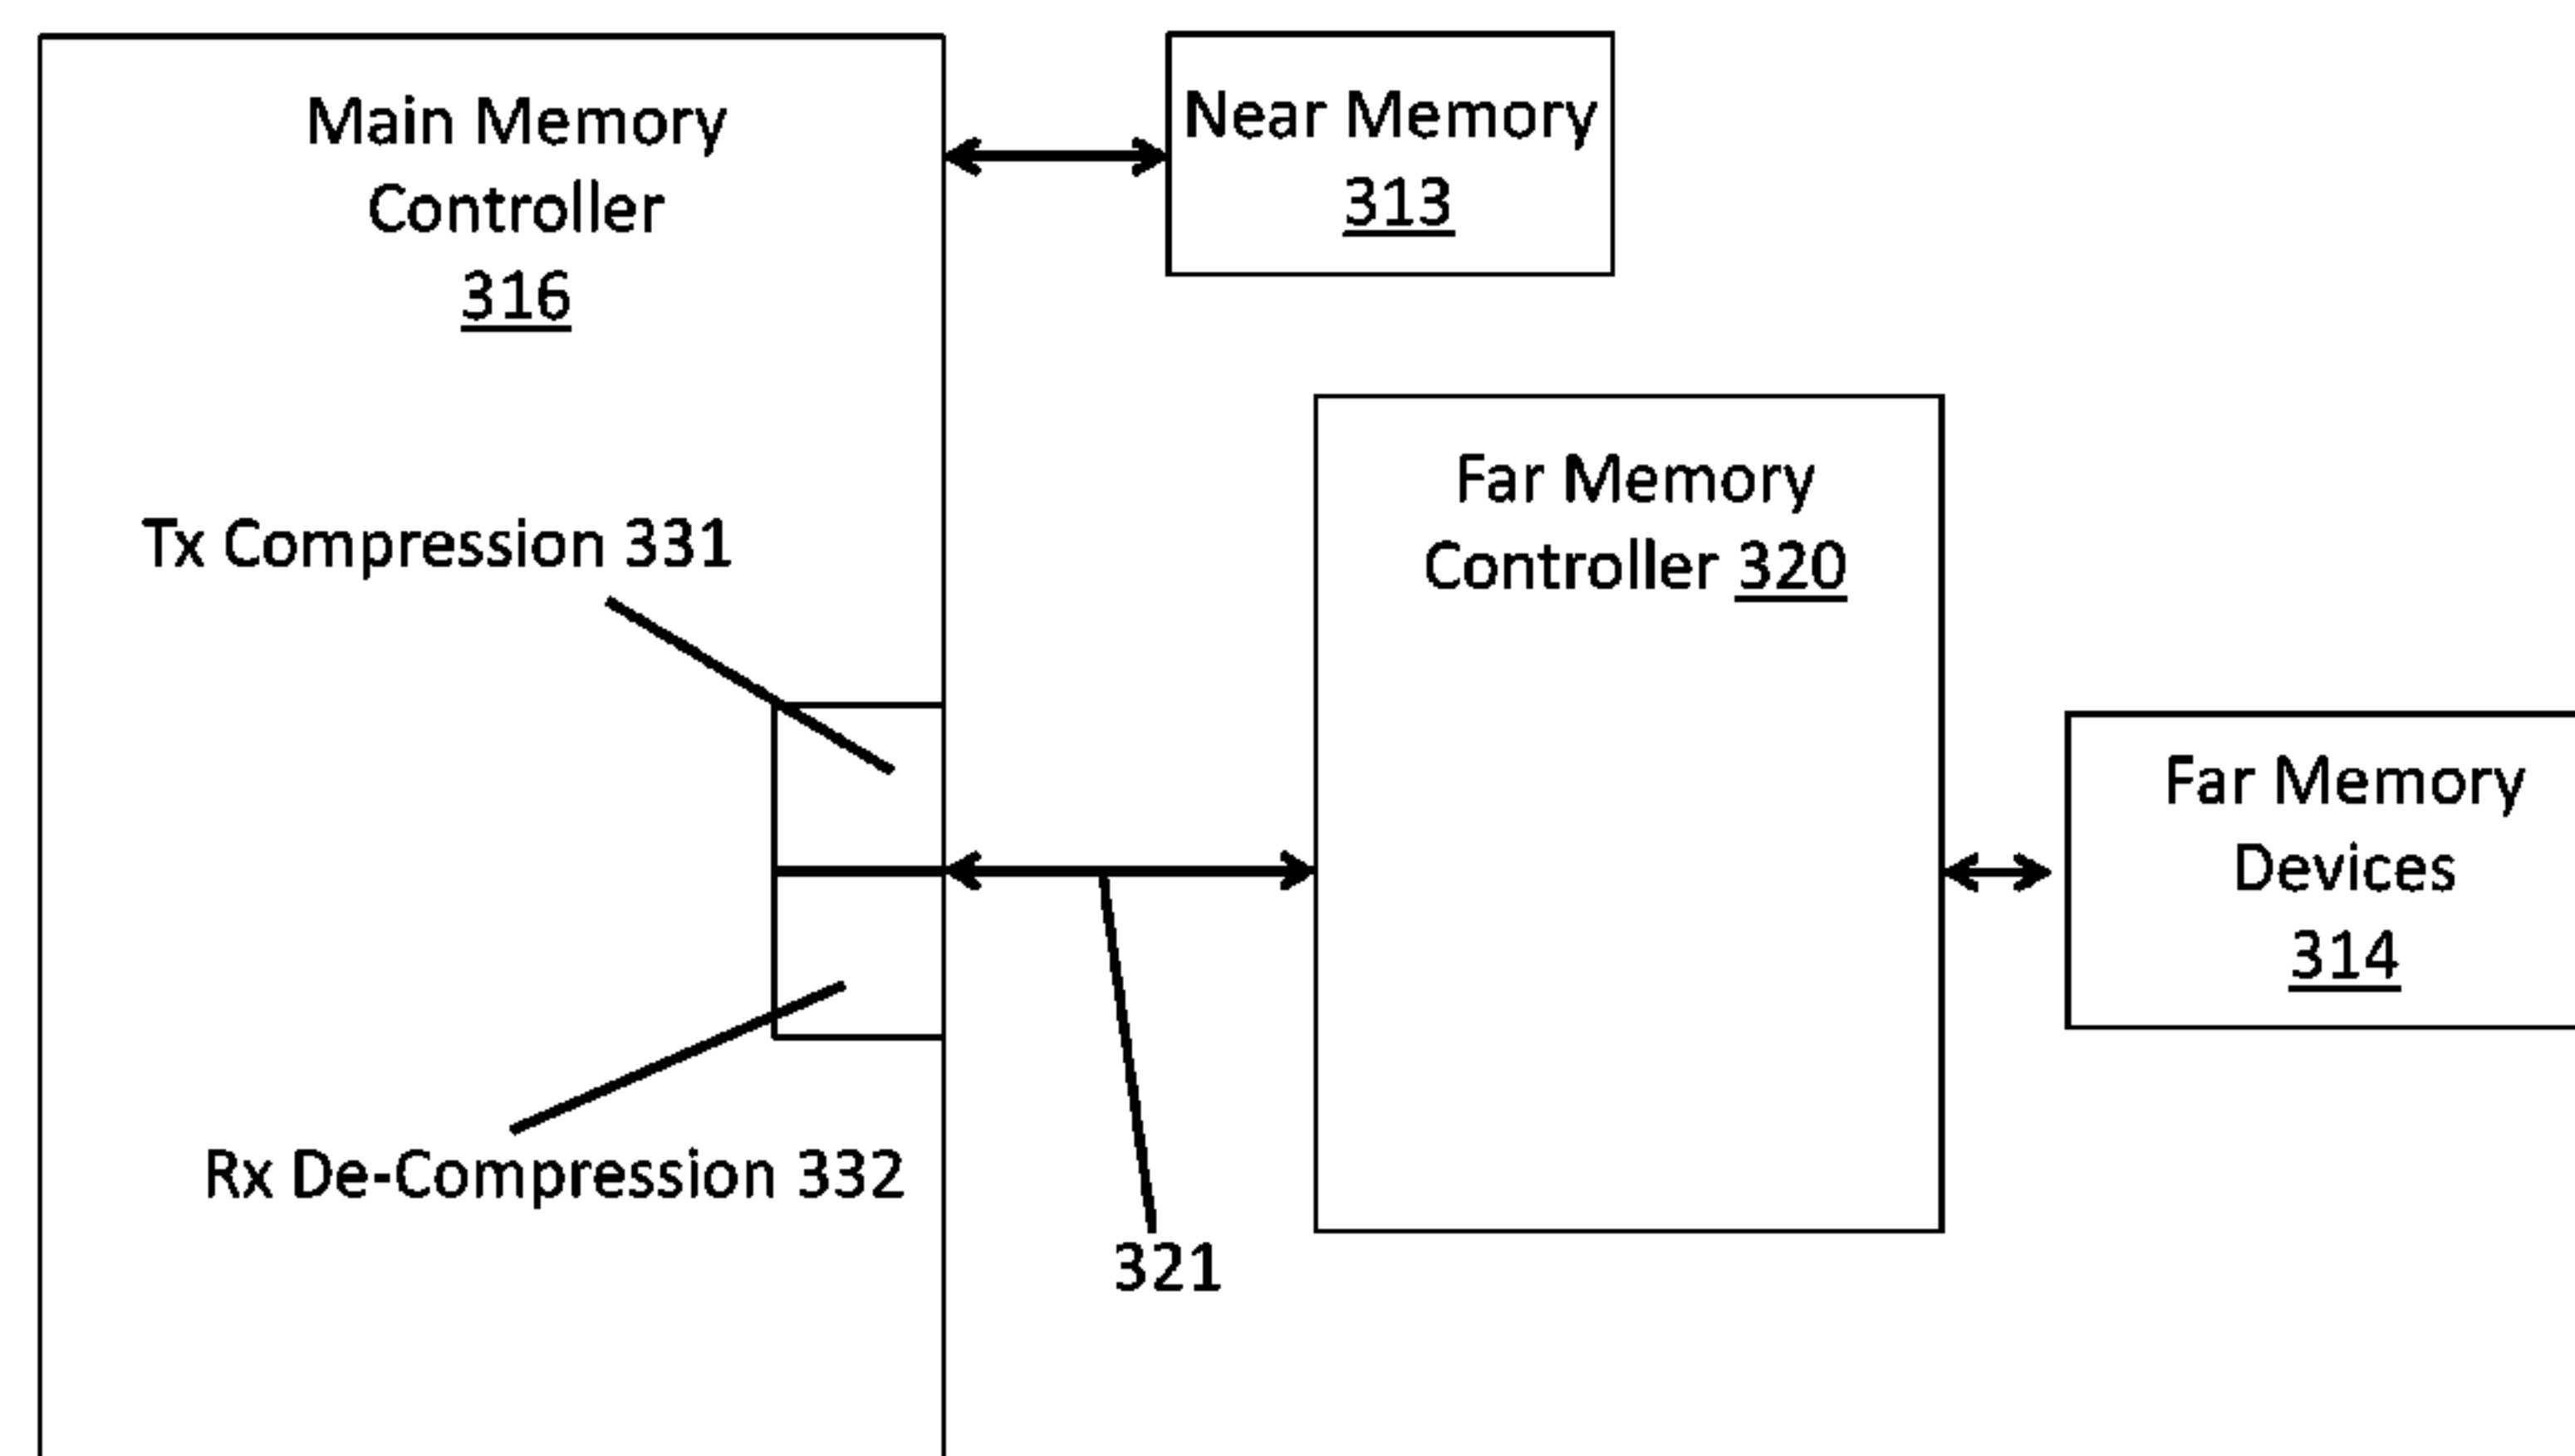 Main Memory
Controller
316
Near Memory
313
Far Memory
Controller 320
Tx Compression 331
Far Memory
Devices
314
Rx De-Compression 332
321